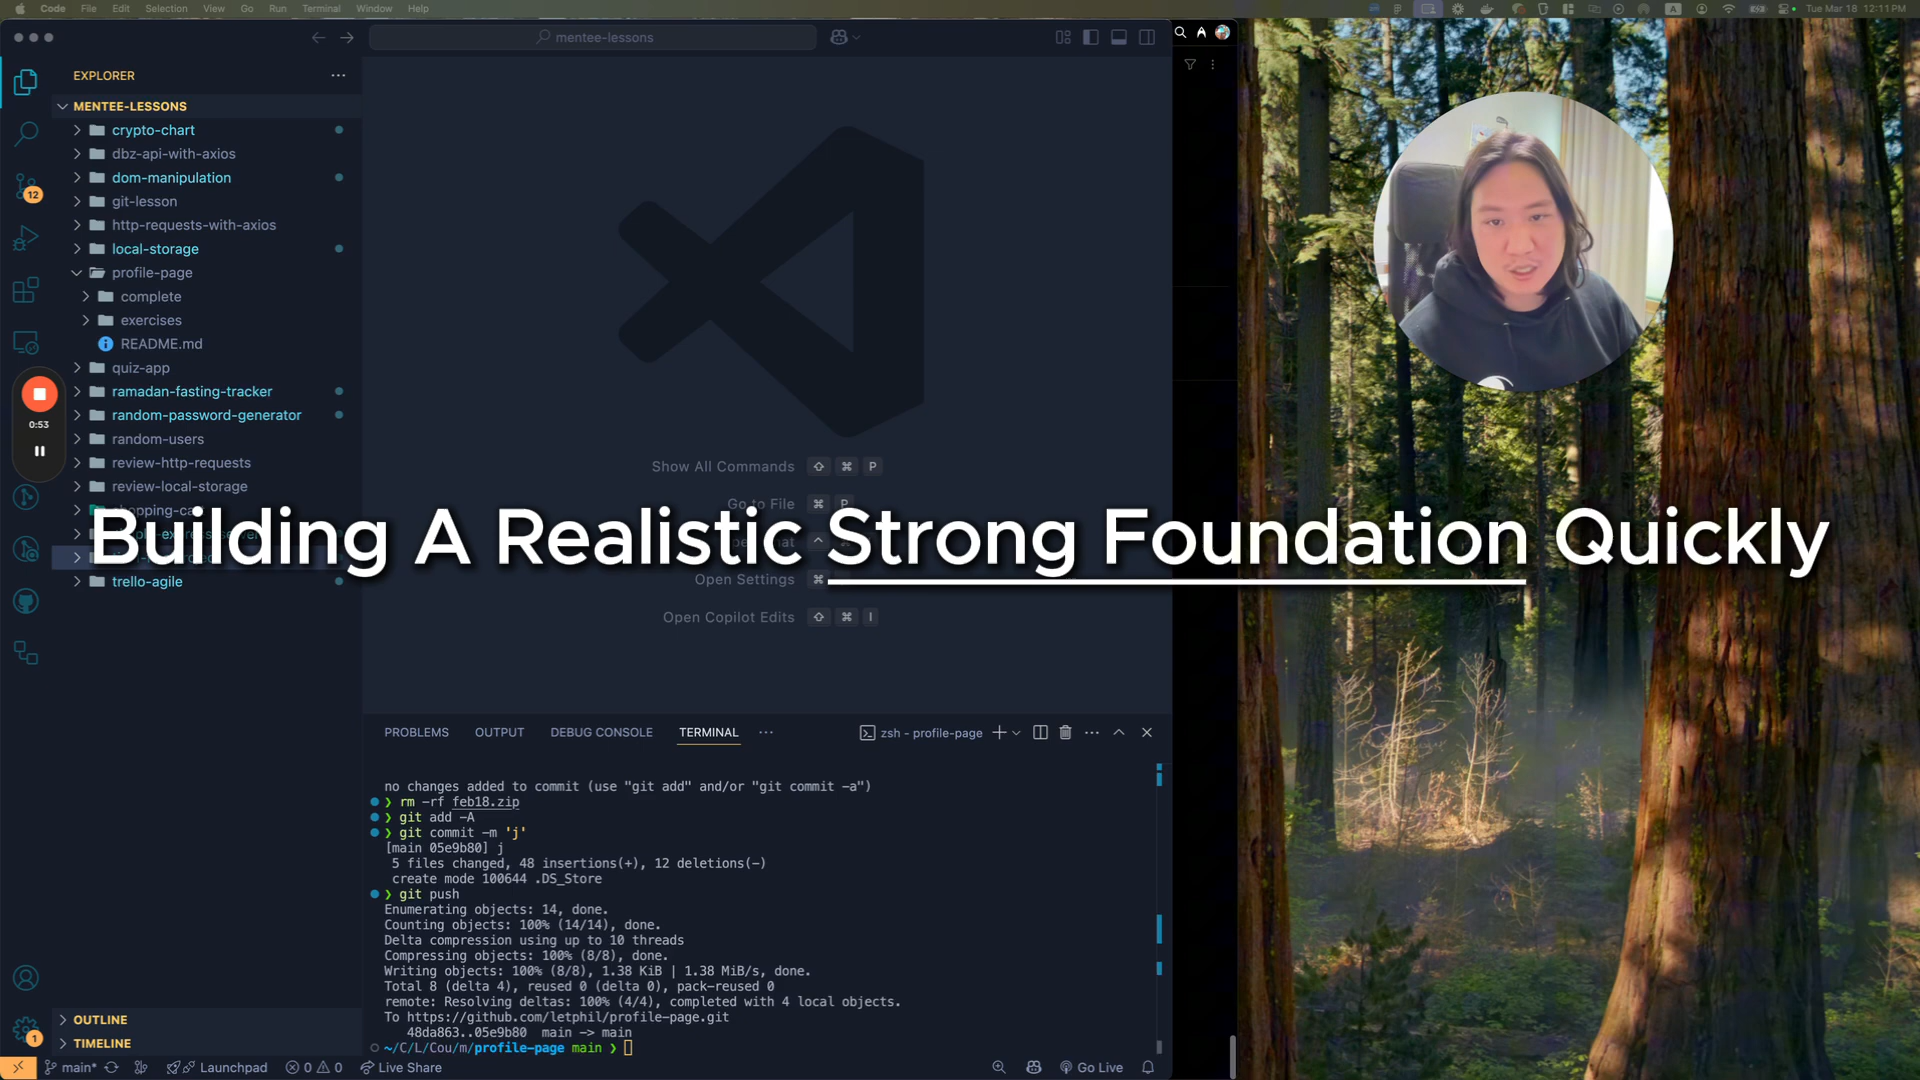 Code File Edit Selection View Go Run Terminal Window Help
Tue Mar 18 12:11 PM
mentee-lessons
EXPLORER
MENTEE-LESSONS
crypto-chart
dbz-api-with-axios
dom-manipulation
12
git-lesson
http-requests-with-axios
local-storage
profile-page
complete
exercises
README.md
quiz-app
ramadan-fasting-tracker
random-password-generator
0:53
random-users
review-http-requests
review-local-storage
trello-agile
Show All Commands ⇧ ⌘ P
Go to File ⌘ P
Open Settings ⌘
Open Copilot Edits ⇧ ⌘ I
Building A Realistic Strong Foundation Quickly
PROBLEMS OUTPUT DEBUG CONSOLE TERMINAL
zsh - profile-page
no changes added to commit (use "git add" and/or "git commit -a")
❯ rm -rf feb18.zip
❯ git add -A
❯ git commit -m 'j'
[main 05e9b80] j
5 files changed, 48 insertions(+), 12 deletions(-)
create mode 100644 .DS_Store
❯ git push
Enumerating objects: 14, done.
Counting objects: 100% (14/14), done.
Delta compression using up to 10 threads
Compressing objects: 100% (8/8), done.
Writing objects: 100% (8/8), 1.38 KiB | 1.38 MiB/s, done.
Total 8 (delta 4), reused 0 (delta 0), pack-reused 0
remote: Resolving deltas: 100% (4/4), completed with 4 local objects.
To https://github.com/letphil/profile-page.git
48da863..05e9b80 main -> main
~/C/L/Cou/m/profile-page main ❯
OUTLINE
TIMELINE
1
main* Launchpad 0 0 Live Share
Go Live